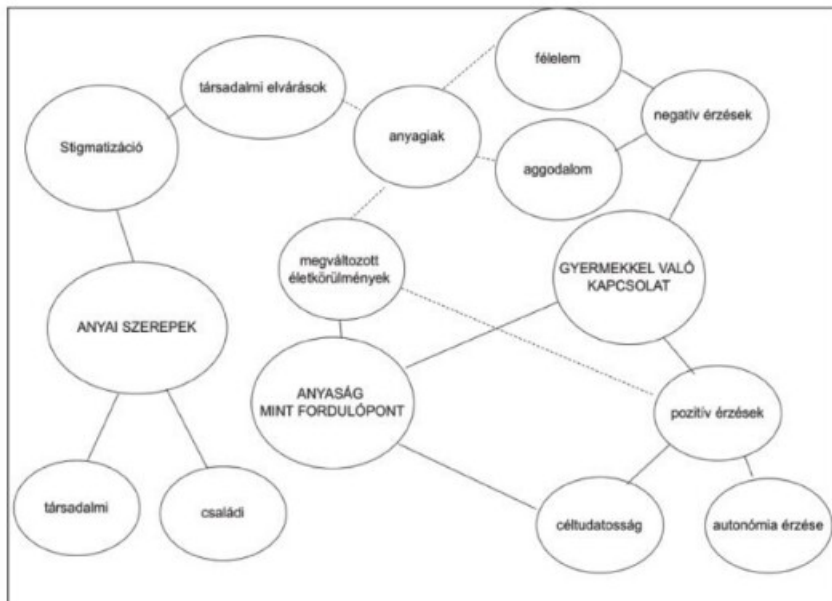 félelem
társadalmi elvárások
negatív érzések
anyagiak
Stigmatizáció
aggodalom
megváltozott
életkörülmények
GYERMEKKEL VALÓ
KAPCSOLAT
ANYAI SZEREPEK
ANYASÁG
MINT FORDULÓPONT
pozitív érzések
társadalmi
családi
céltudatosság
autonómia érzése